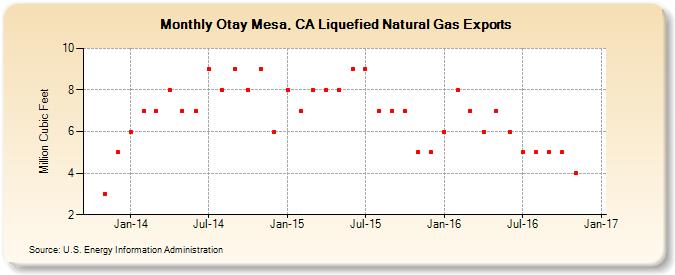 Monthly Otay Mesa, CA Liquefied Natural Gas Exports
Million Cubic Feet
10
8
6
4
2
Jan-14 Jul-14 Jan-15 Jul-15 Jan-16 Jul-16 Jan-17
Source: U.S. Energy Information Administration